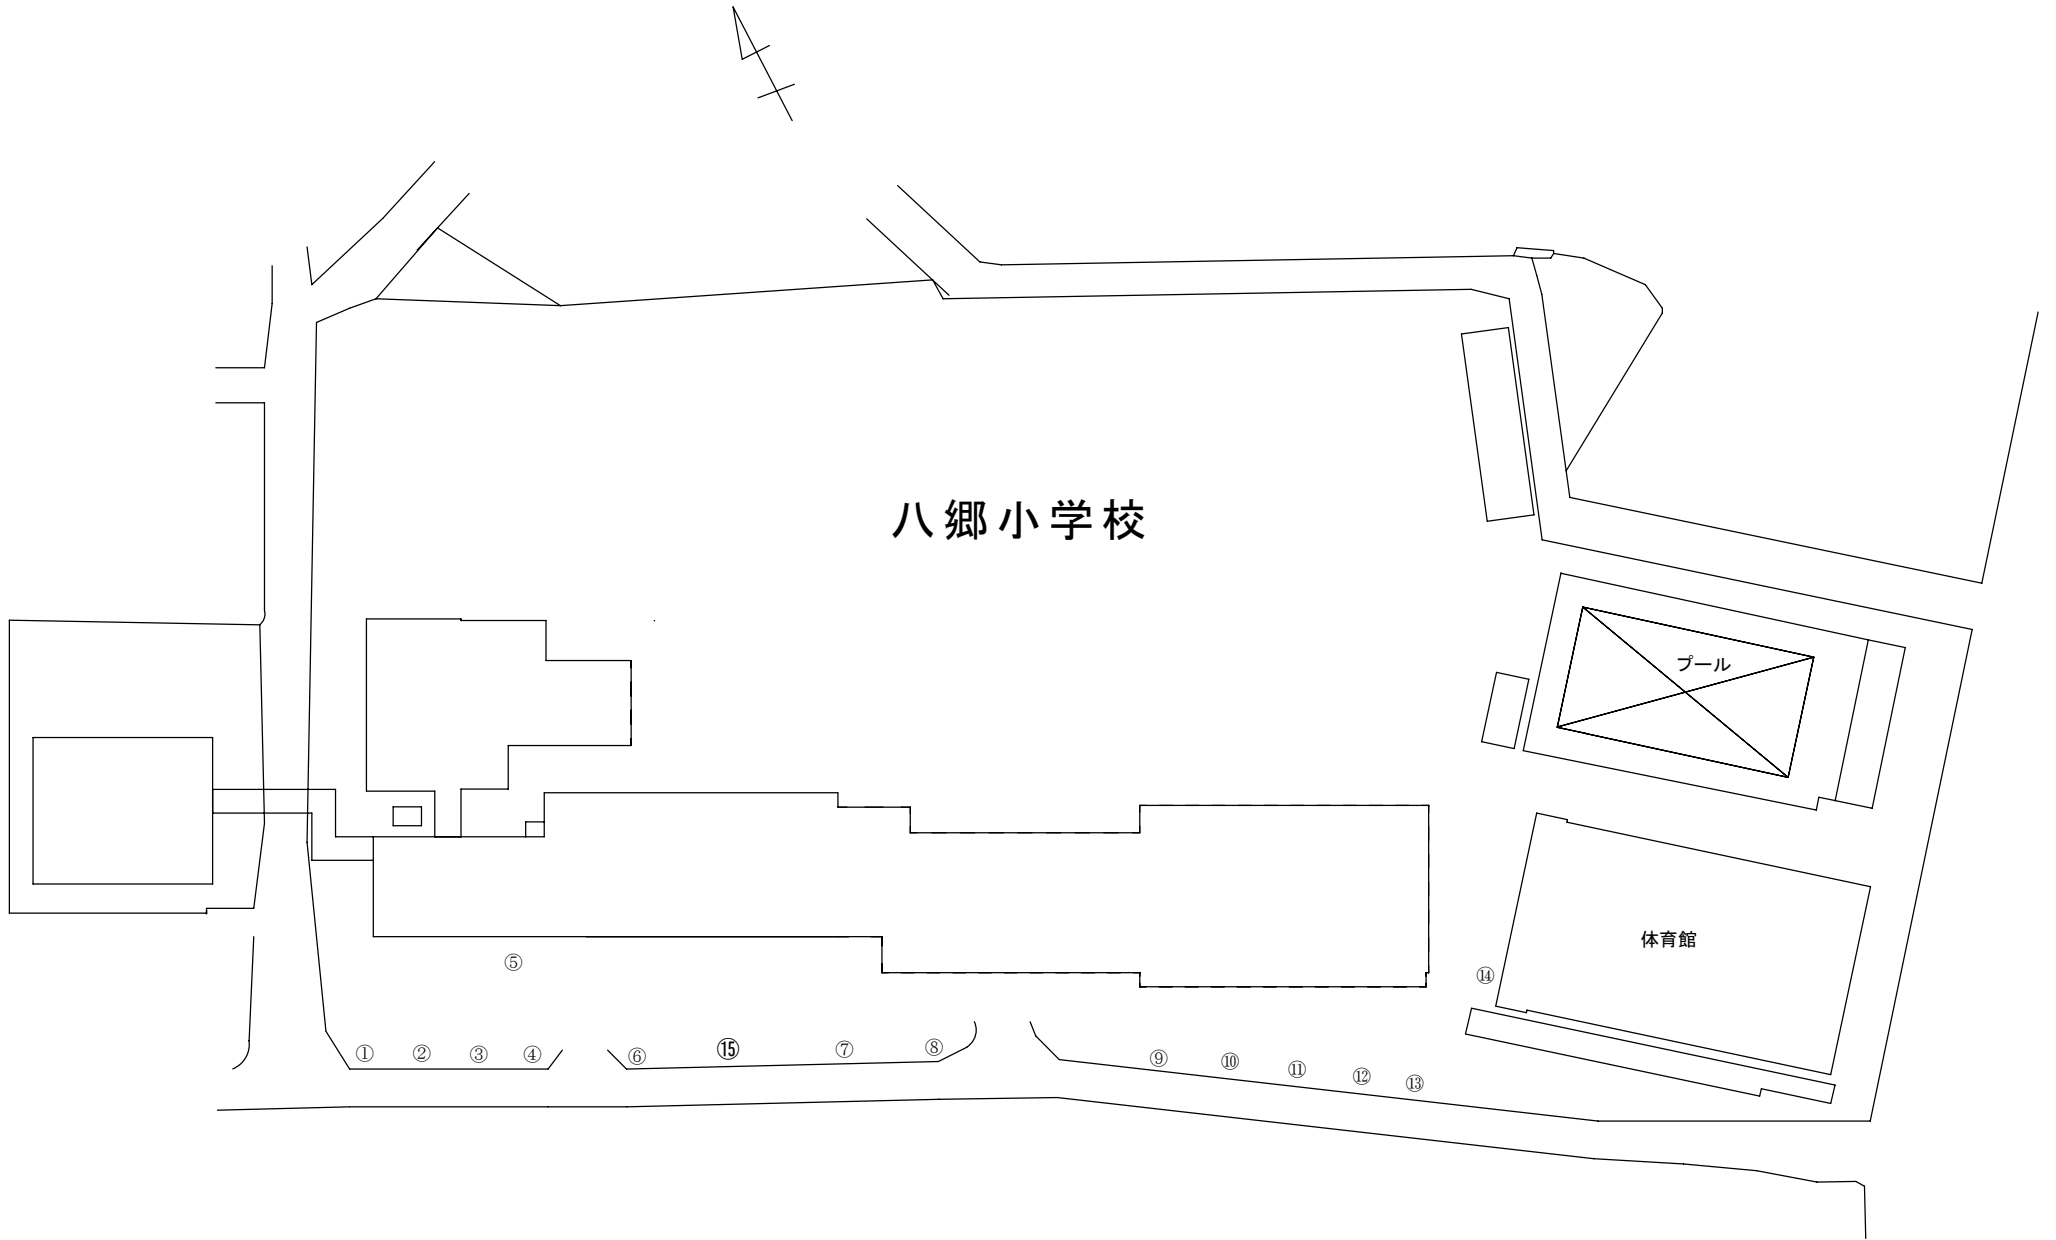 八郷小学校
プール
体育館
⑭
⑤
① ② ③ ④ ⑥ ⑮ ⑦ ⑧ ⑨ ⑩ ⑪ ⑫ ⑬